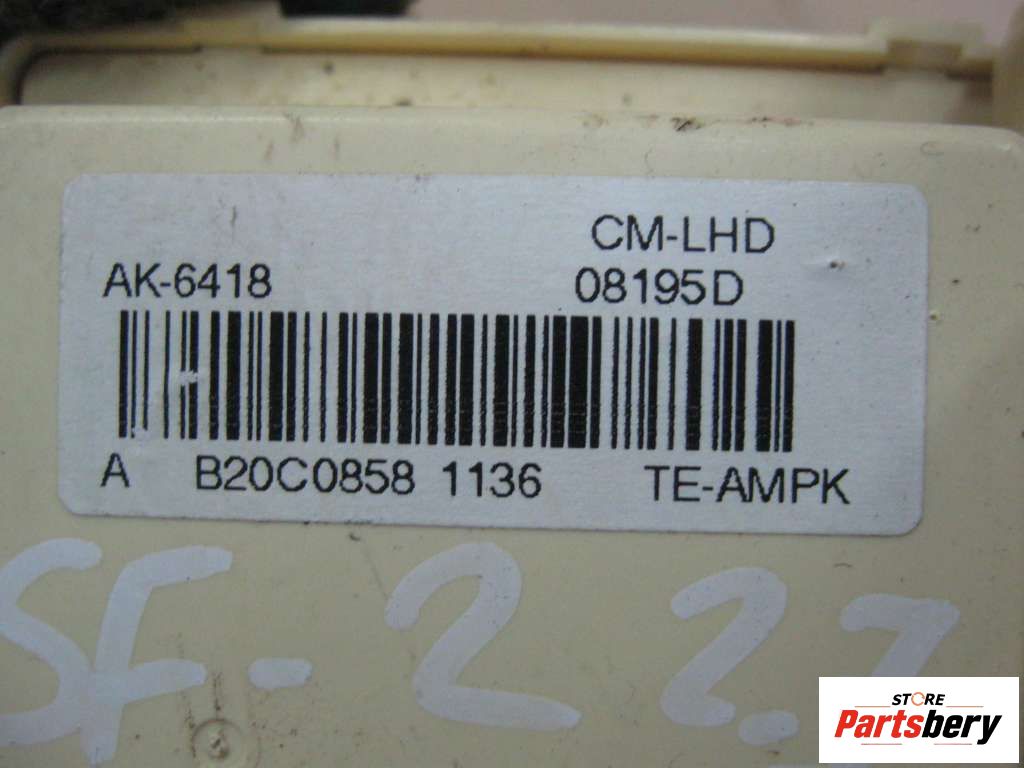 CM-LHD
AK-6418 08195D
A B20C0858 1136 TE-AMPK
SF-2 2.7
STORE
Partsbery